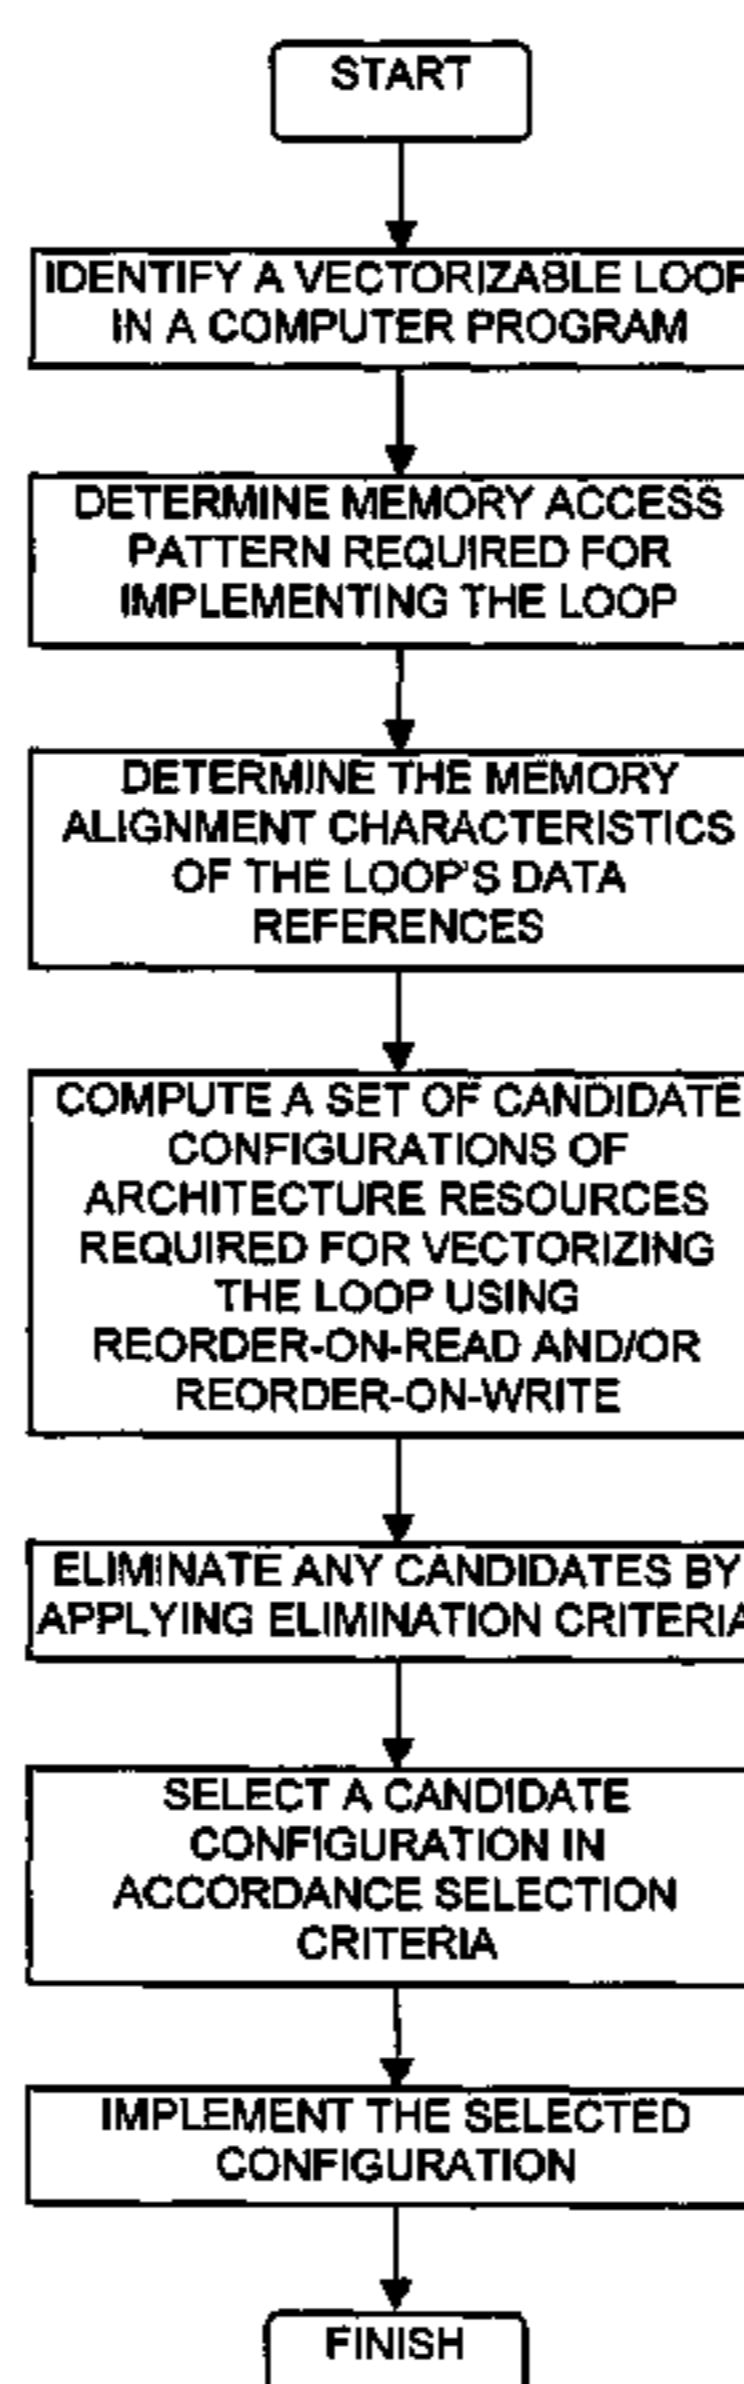 START
IDENTIFY A VECTORIZABLE LOOP
IN A COMPUTER PROGRAM
DETERMINE MEMORY ACCESS
PATTERN REQUIRED FOR
IMPLEMENTING THE LOOP
DETERMINE THE MEMORY
ALIGNMENT CHARACTERISTICS
OF THE LOOP'S DATA
REFERENCES
COMPUTE A SET OF CANDIDATE
CONFIGURATIONS OF
ARCHITECTURE RESOURCES
REQUIRED FOR VECTORIZING
THE LOOP USING
REORDER-ON-READ AND/OR
REORDER-ON-WRITE
ELIMINATE ANY CANDIDATES BY
APPLYING ELIMINATION CRITERIA
SELECT A CANDIDATE
CONFIGURATION IN
ACCORDANCE SELECTION
CRITERIA
IMPLEMENT THE SELECTED
CONFIGURATION
FINISH